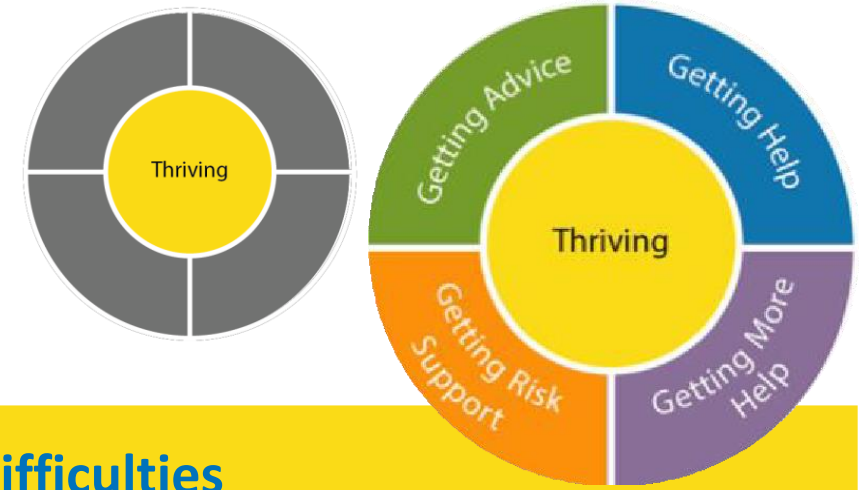 Thriving
Getting Advice
Getting Help
Thriving
Getting Risk
Support
Getting More
Help
ifficulties